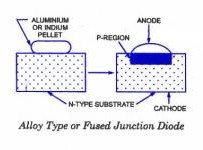 ALUMINIUM
OR INDIUM
PELLET
P-REGION
ANODE
N-TYPE SUBSTRATE
CATHODE
Alloy Type or Fused Junction Diode